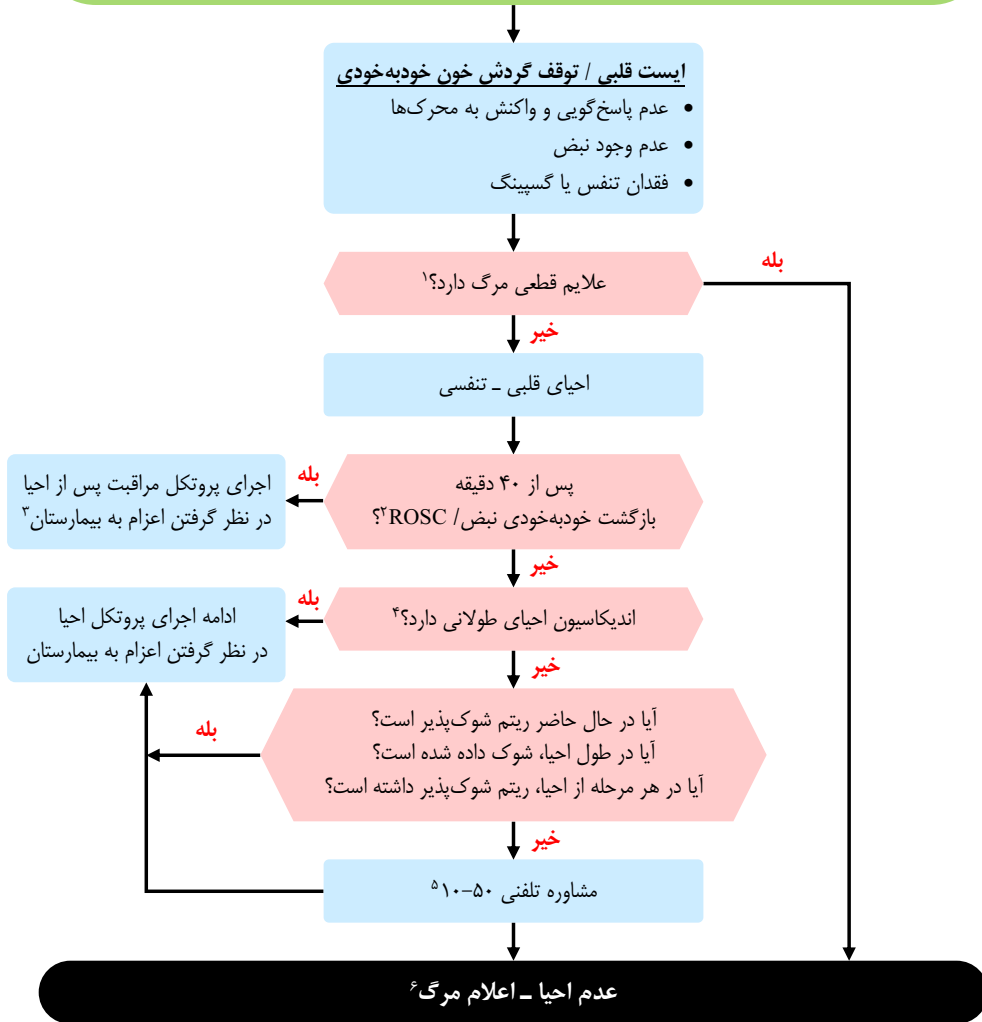 ایست قلبی / توقف گردش خون خودبه‌خودی
• عدم پاسخ‌گویی و واکنش به محرک‌ها
• عدم وجود نبض
• فقدان تنفس یا گسپینگ
علایم قطعی مرگ دارد؟۱
بله
خیر
احیای قلبی ـ تنفسی
پس از ۴۰ دقیقه
بازگشت خودبه‌خودی نبض/ ROSC۲؟
بله
اجرای پروتکل مراقبت پس از احیا
در نظر گرفتن اعزام به بیمارستان۳
خیر
اندیکاسیون احیای طولانی دارد؟۴
بله
ادامه اجرای پروتکل احیا
در نظر گرفتن اعزام به بیمارستان
خیر
آیا در حال حاضر ریتم شوک‌پذیر است؟
آیا در طول احیا، شوک داده شده است؟
آیا در هر مرحله از احیا، ریتم شوک‌پذیر داشته است؟
بله
خیر
مشاوره تلفنی ۵۰–۱۰۵
عدم احیا ـ اعلام مرگ۶